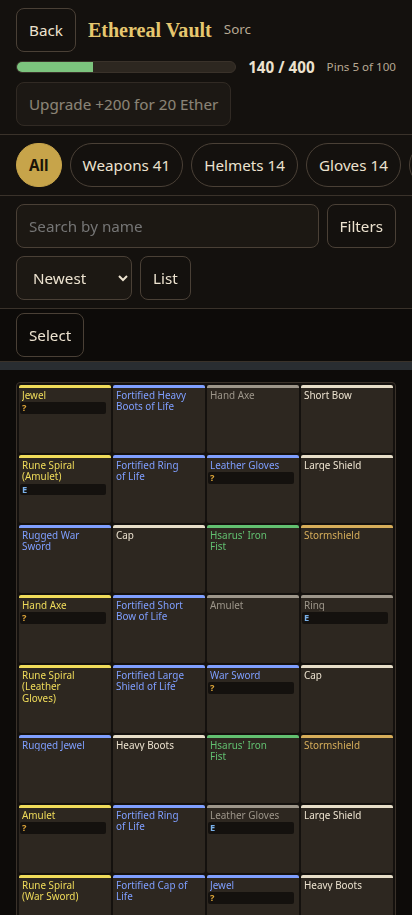 Back
Ethereal Vault
Sorc
140 / 400
Pins 5 of 100
Upgrade +200 for 20 Ether
All
Weapons 41
Helmets 14
Gloves 14
Search by name
Filters
Newest
List
Select
Jewel
?
Fortified Heavy
Boots of Life
Hand Axe
Short Bow
Rune Spiral
(Amulet)
E
Fortified Ring
of Life
Leather Gloves
?
Large Shield
Rugged War
Sword
Cap
Hsarus' Iron
Fist
Stormshield
Hand Axe
?
Fortified Short
Bow of Life
Amulet
Ring
E
Rune Spiral
(Leather
Gloves)
Fortified Large
Shield of Life
War Sword
?
Cap
Rugged Jewel
Heavy Boots
Hsarus' Iron
Fist
Stormshield
Amulet
?
Fortified Ring
of Life
Leather Gloves
E
Large Shield
Rune Spiral
(War Sword)
Fortified Cap of
Life
Jewel
?
Heavy Boots